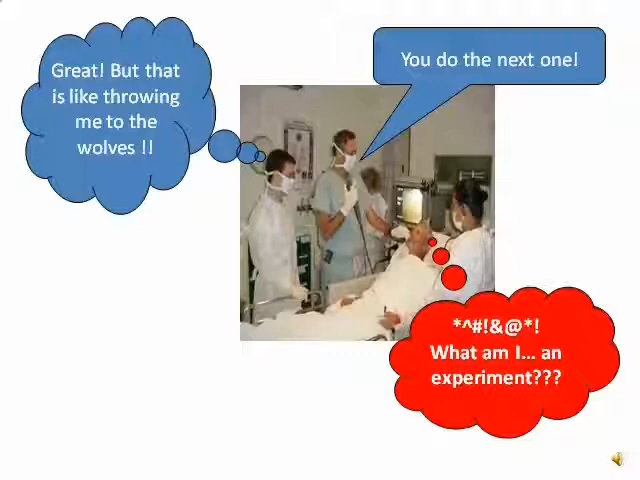 Great! But that
is like throwing
me to the
wolves !!
You do the next one!
*^#!&@*!
What am I... an
experiment???